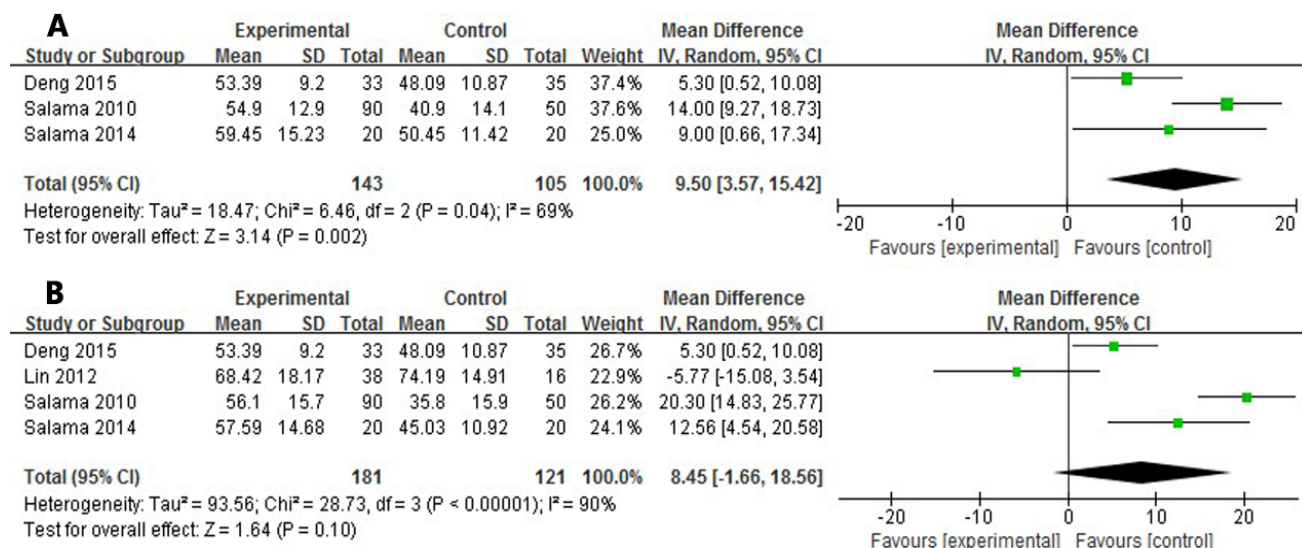 A
Experimental Control Mean Difference Mean Difference
Study or Subgroup Mean SD Total Mean SD Total Weight IV, Random, 95% CI IV, Random, 95% CI
Deng 2015 53.39 9.2 33 48.09 10.87 35 37.4% 5.30 [0.52, 10.08]
Salama 2010 54.9 12.9 90 40.9 14.1 50 37.6% 14.00 [9.27, 18.73]
Salama 2014 59.45 15.23 20 50.45 11.42 20 25.0% 9.00 [0.66, 17.34]
Total (95% CI) 143 105 100.0% 9.50 [3.57, 15.42]
Heterogeneity: Tau² = 18.47; Chi² = 6.46, df = 2 (P = 0.04); I² = 69%
Test for overall effect: Z = 3.14 (P = 0.002)
-20 -10 0 10 20
Favours [experimental] Favours [control]
B
Experimental Control Mean Difference Mean Difference
Study or Subgroup Mean SD Total Mean SD Total Weight IV, Random, 95% CI IV, Random, 95% CI
Deng 2015 53.39 9.2 33 48.09 10.87 35 26.7% 5.30 [0.52, 10.08]
Lin 2012 68.42 18.17 38 74.19 14.91 16 22.9% -5.77 [-15.08, 3.54]
Salama 2010 56.1 15.7 90 35.8 15.9 50 26.2% 20.30 [14.83, 25.77]
Salama 2014 57.59 14.68 20 45.03 10.92 20 24.1% 12.56 [4.54, 20.58]
Total (95% CI) 181 121 100.0% 8.45 [-1.66, 18.56]
Heterogeneity: Tau² = 93.56; Chi² = 28.73, df = 3 (P < 0.00001); I² = 90%
Test for overall effect: Z = 1.64 (P = 0.10)
-20 -10 0 10 20
Favours [experimental] Favours [control]